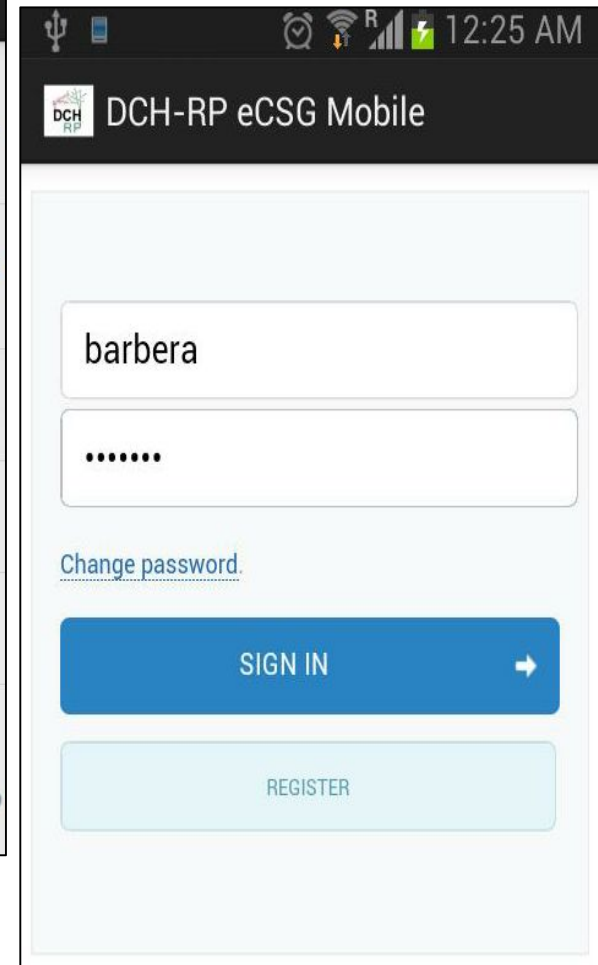 R 12:25 AM
DCH RP DCH-RP eCSG Mobile
barbera
•••••••
Change password.
SIGN IN
REGISTER